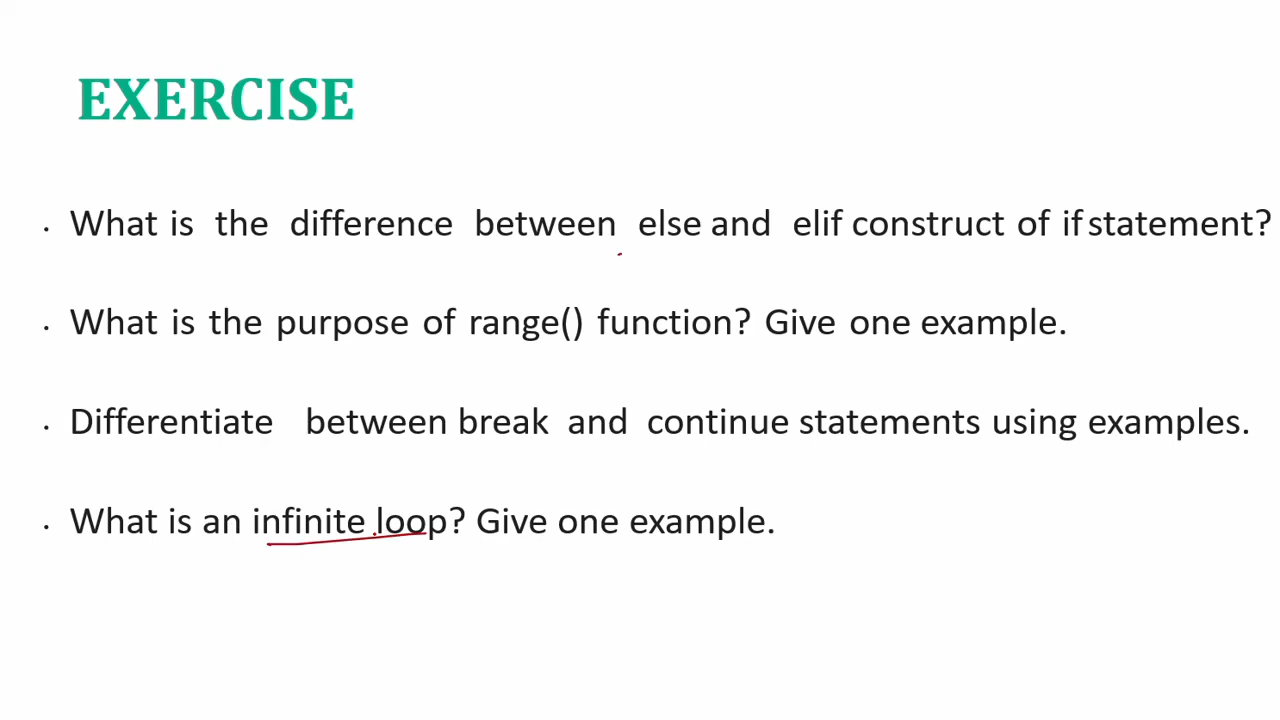 EXERCISE
• What is the difference between else and elif construct of if statement?
• What is the purpose of range() function? Give one example.
• Differentiate between break and continue statements using examples.
• What is an infinite loop? Give one example.